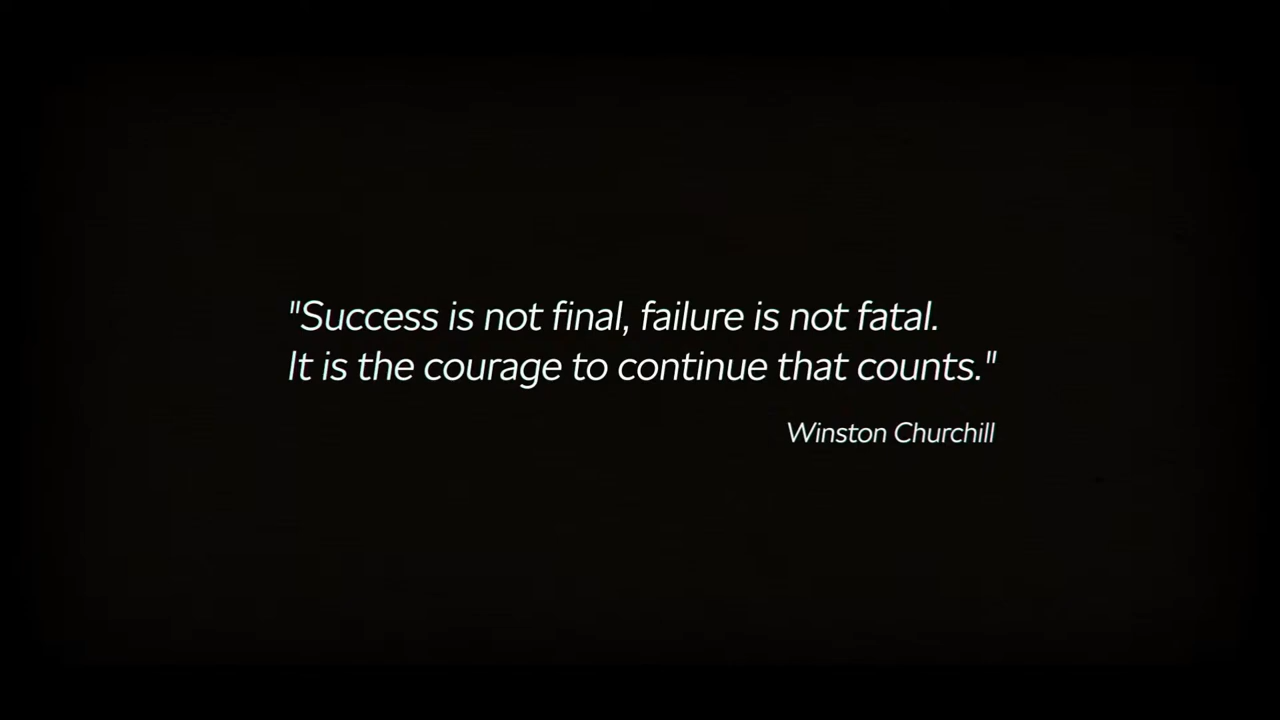 "Success is not final, failure is not fatal.
It is the courage to continue that counts."
Winston Churchill